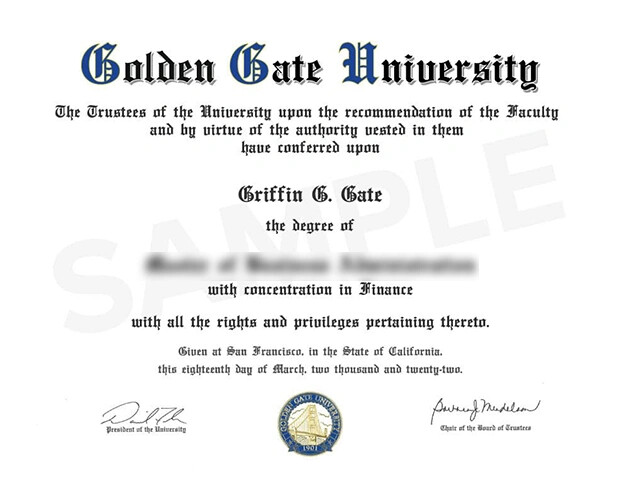 Golden Gate University
The Trustees of the University upon the recommendation of the Faculty
and by virtue of the authority vested in them
have conferred upon
Griffin G. Gate
the degree of
with concentration in Finance
with all the rights and privileges pertaining thereto.
Given at San Francisco, in the State of California,
this eighteenth day of March, two thousand and twenty-two.
President of the University
GOLDEN GATE UNIVERSITY
1901
Chair of the Board of Trustees
SAMPLE